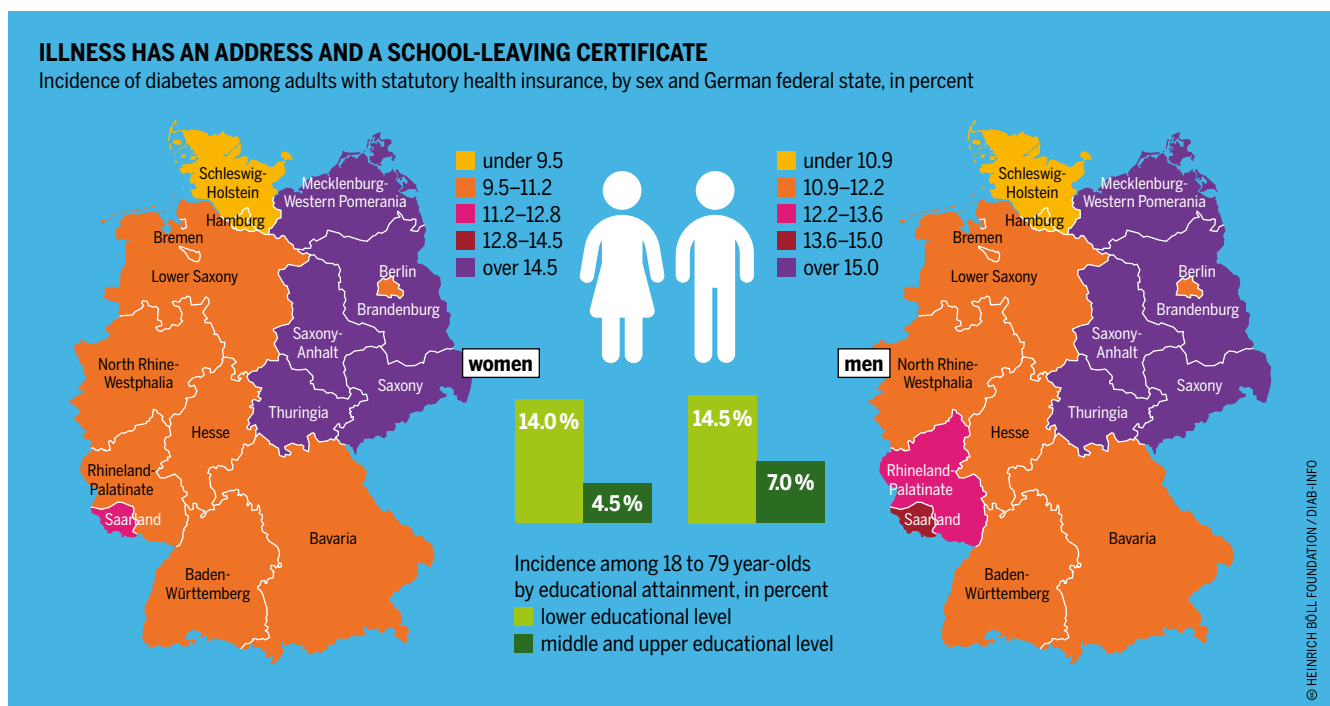 ILLNESS HAS AN ADDRESS AND A SCHOOL-LEAVING CERTIFICATE
Incidence of diabetes among adults with statutory health insurance, by sex and German federal state, in percent
Schleswig-
Holstein
Hamburg
Mecklenburg-
Western Pomerania
Bremen
Lower Saxony
Berlin
Brandenburg
Saxony-
Anhalt
North Rhine-
Westphalia
Saxony
Thuringia
Hesse
Rhineland-
Palatinate
Saarland
Bavaria
Baden-
Württemberg
under 9.5
9.5–11.2
11.2–12.8
12.8–14.5
over 14.5
women
under 10.9
10.9–12.2
12.2–13.6
13.6–15.0
over 15.0
men
14.0 %
4.5 %
14.5 %
7.0 %
Incidence among 18 to 79 year-olds
by educational attainment, in percent
lower educational level
middle and upper educational level
Schleswig-
Holstein
Hamburg
Mecklenburg-
Western Pomerania
Bremen
Lower Saxony
Berlin
Brandenburg
Saxony-
Anhalt
North Rhine-
Westphalia
Saxony
Thuringia
Hesse
Rhineland-
Palatinate
Saarland
Bavaria
Baden-
Württemberg
HEINRICH BÖLL FOUNDATION / DIAB-INFO